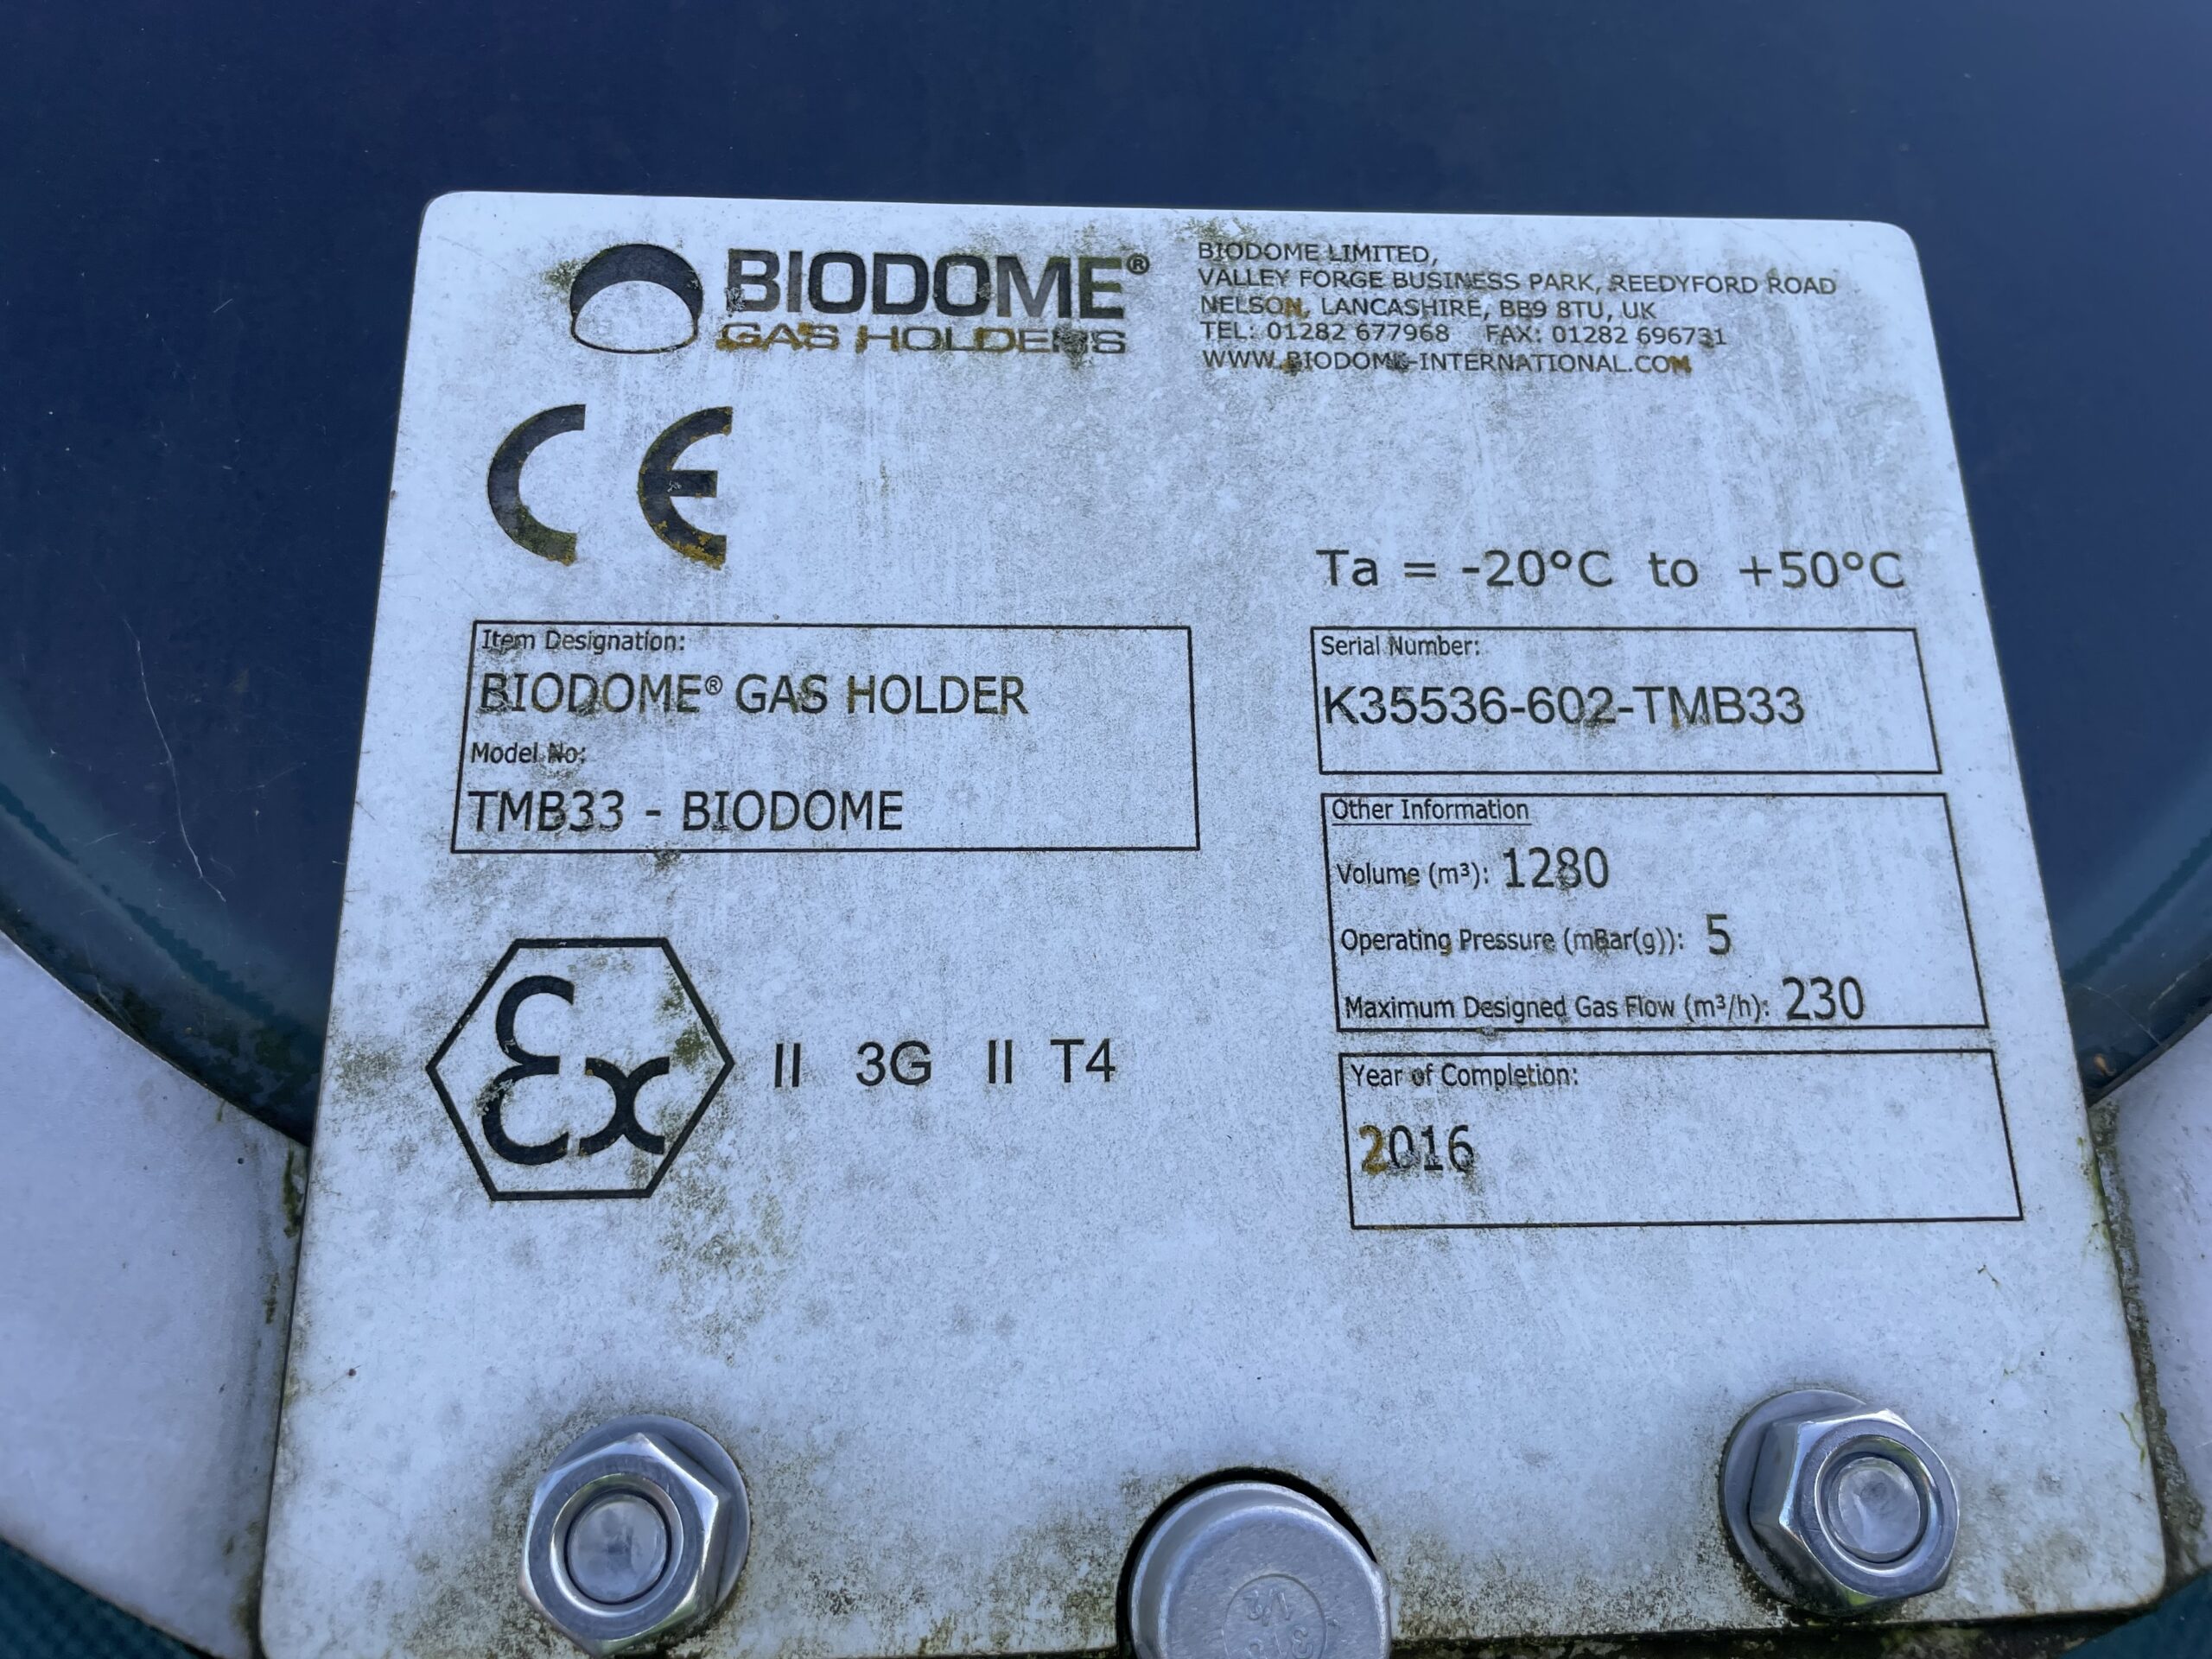 BIODOME®
GAS HOLDERS
BIODOME LIMITED,
VALLEY FORGE BUSINESS PARK, REEDYFORD ROAD
NELSON, LANCASHIRE, BB9 8TU, UK
TEL: 01282 677968 FAX: 01282 696731
WWW.BIODOME-INTERNATIONAL.COM
CE
Ta = -20°C to +50°C
Item Designation:
BIODOME® GAS HOLDER
Model No:
TMB33 - BIODOME
Serial Number:
K35536-602-TMB33
Other Information
Volume (m³): 1280
Operating Pressure (mBar(g)): 5
Maximum Designed Gas Flow (m³/h): 230
Ex II 3G II T4
Year of Completion:
2016